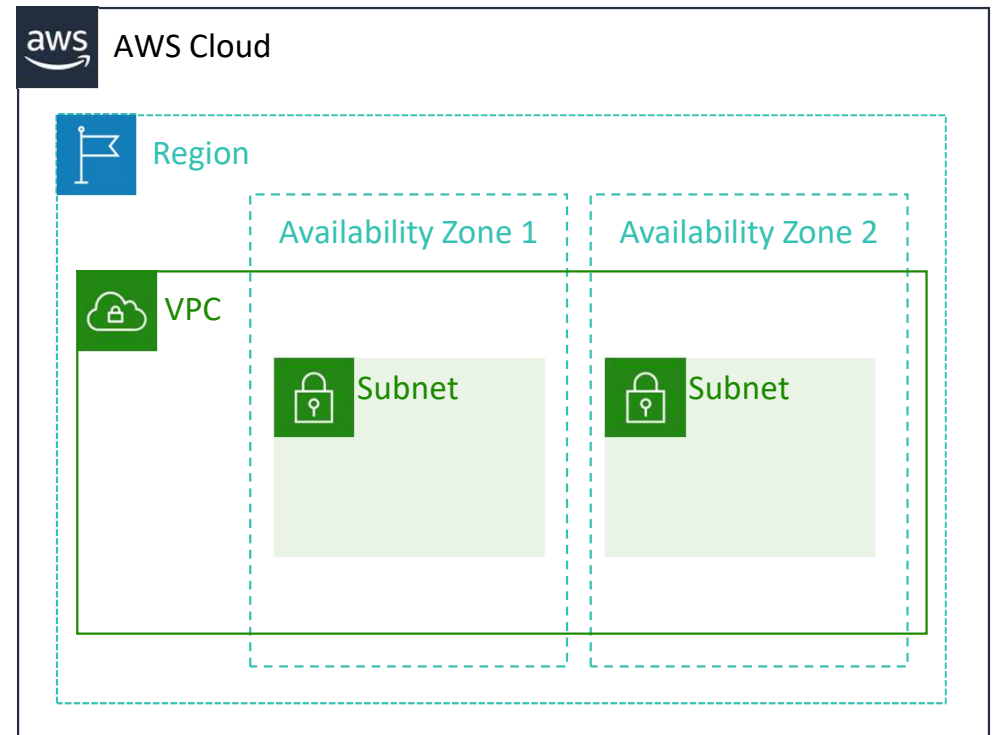 aws
AWS Cloud
Region
Availability Zone 1
Availability Zone 2
VPC
Subnet
Subnet